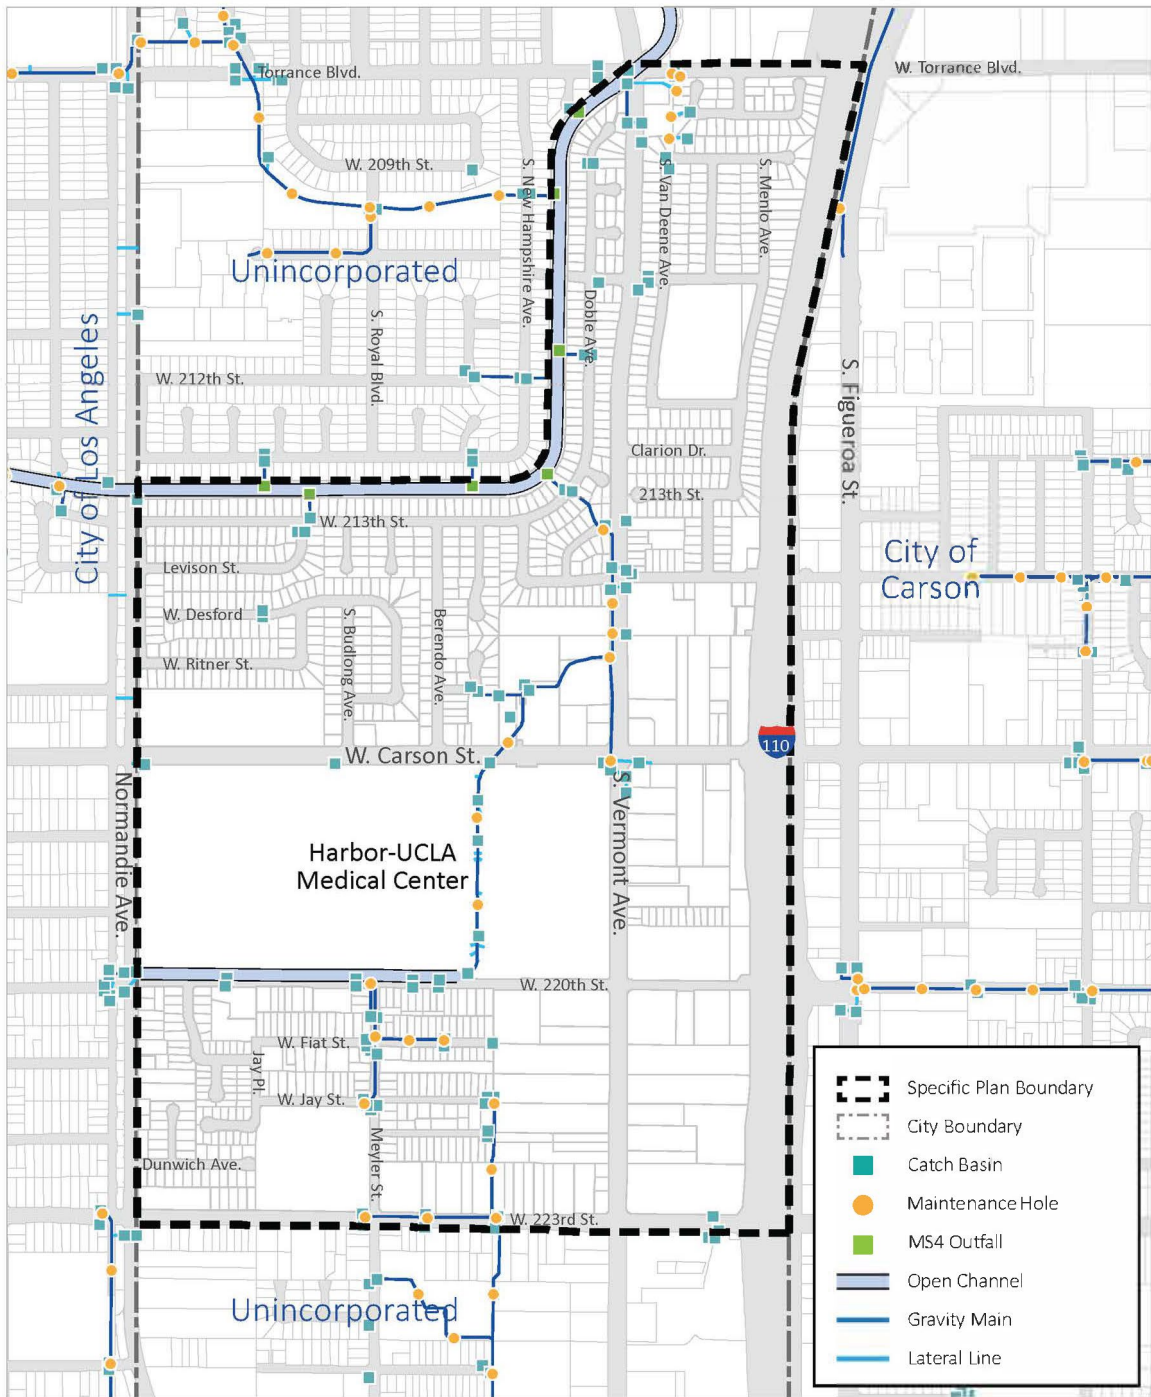 Torrance Blvd.
W. Torrance Blvd.
W. 209th St.
S. New Hampshire Ave.
S. Van Deene Ave.
S. Menlo Ave.
Unincorporated
Doble Ave.
S. Royal Blvd.
City of Los Angeles
W. 212th St.
S. Figueroa St.
Clarion Dr.
213th St.
W. 213th St.
City of
Carson
Levison St.
W. Desford
S. Budlong Ave.
Berendo Ave.
W. Ritner St.
110
W. Carson St.
Normandie Ave.
S. Vermont Ave.
Harbor-UCLA
Medical Center
W. 220th St.
W. Fiat St.
Jay Pl.
W. Jay St.
Meyler St.
Dunwich Ave.
W. 223rd St.
Unincorporated
Specific Plan Boundary
City Boundary
Catch Basin
Maintenance Hole
MS4 Outfall
Open Channel
Gravity Main
Lateral Line